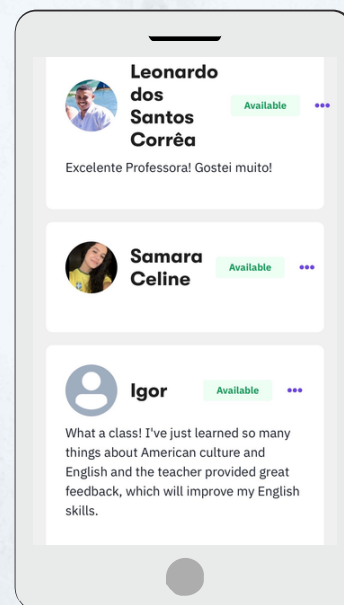 Leonardo
dos
Santos
Corrêa
Available
Excelente Professora! Gostei muito!
Samara
Celine
Available
Igor
Available
What a class! I've just learned so many
things about American culture and
English and the teacher provided great
feedback, which will improve my English
skills.